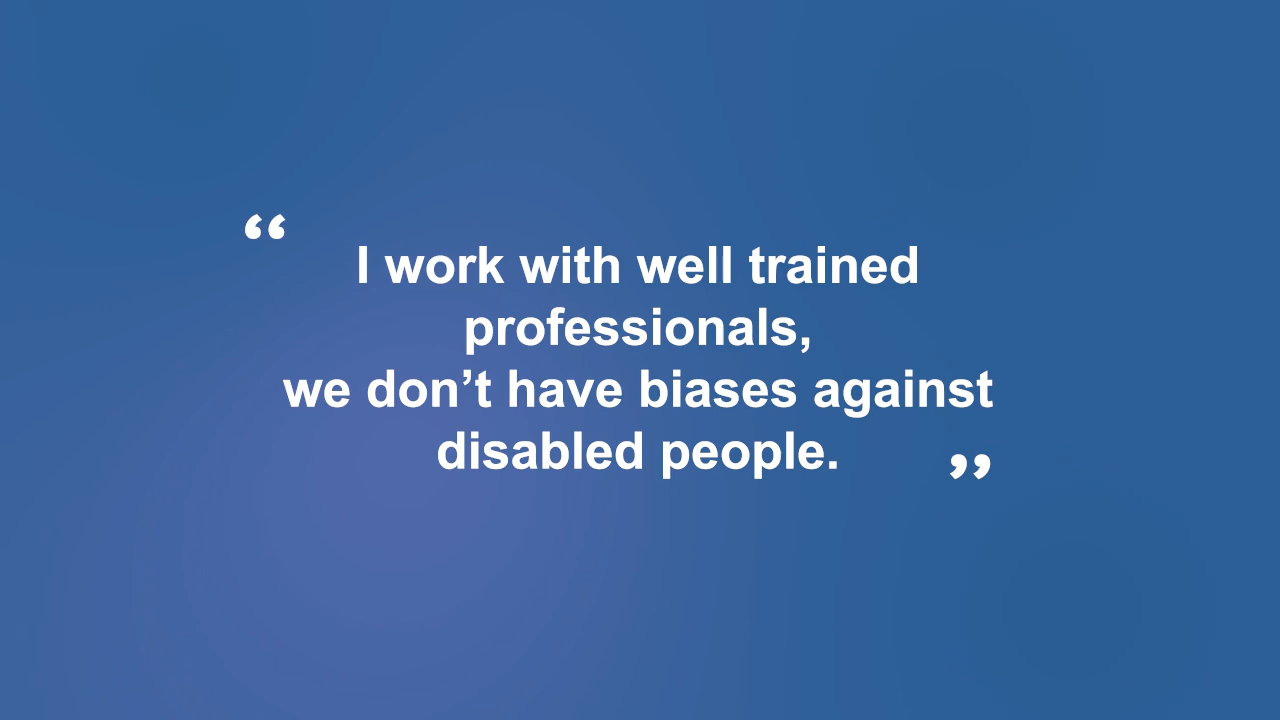 “
I work with well trained
professionals,
we don’t have biases against
disabled people.
”